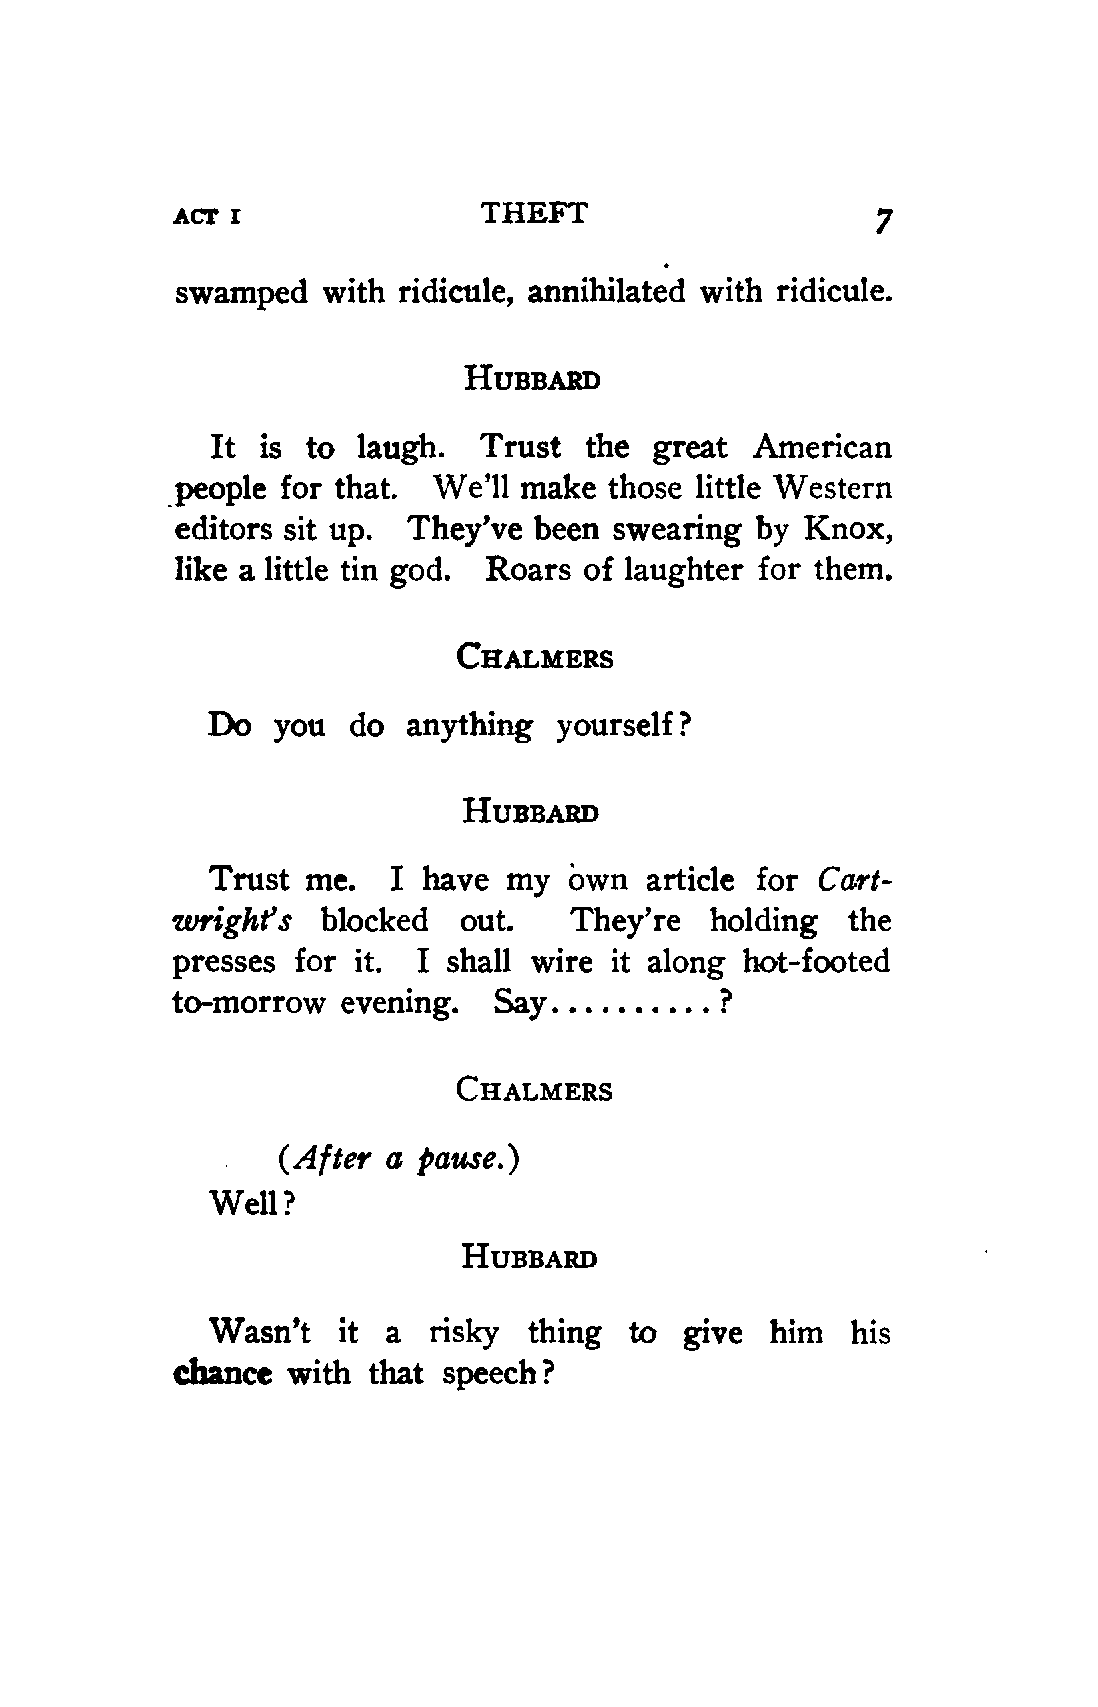 ACT I THEFT 7
swamped with ridicule, annihilated with ridicule.
HUBBARD
It is to laugh. Trust the great American
people for that. We'll make those little Western
editors sit up. They've been swearing by Knox,
like a little tin god. Roars of laughter for them.
CHALMERS
Do you do anything yourself?
HUBBARD
Trust me. I have my own article for Cart-
wright's blocked out. They're holding the
presses for it. I shall wire it along hot-footed
to-morrow evening. Say..........?
CHALMERS
(After a pause.)
Well?
HUBBARD
Wasn't it a risky thing to give him his
chance with that speech?